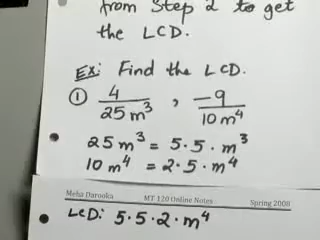 from Step 2 to get
the LCD.
Ex: Find the LCD.
① 4/25m³ , -9/10m⁴
25m³ = 5·5·m³
10m⁴ = 2·5·m⁴
Meha Darooka MT 120 Online Notes Spring 2008
LCD: 5·5·2·m⁴